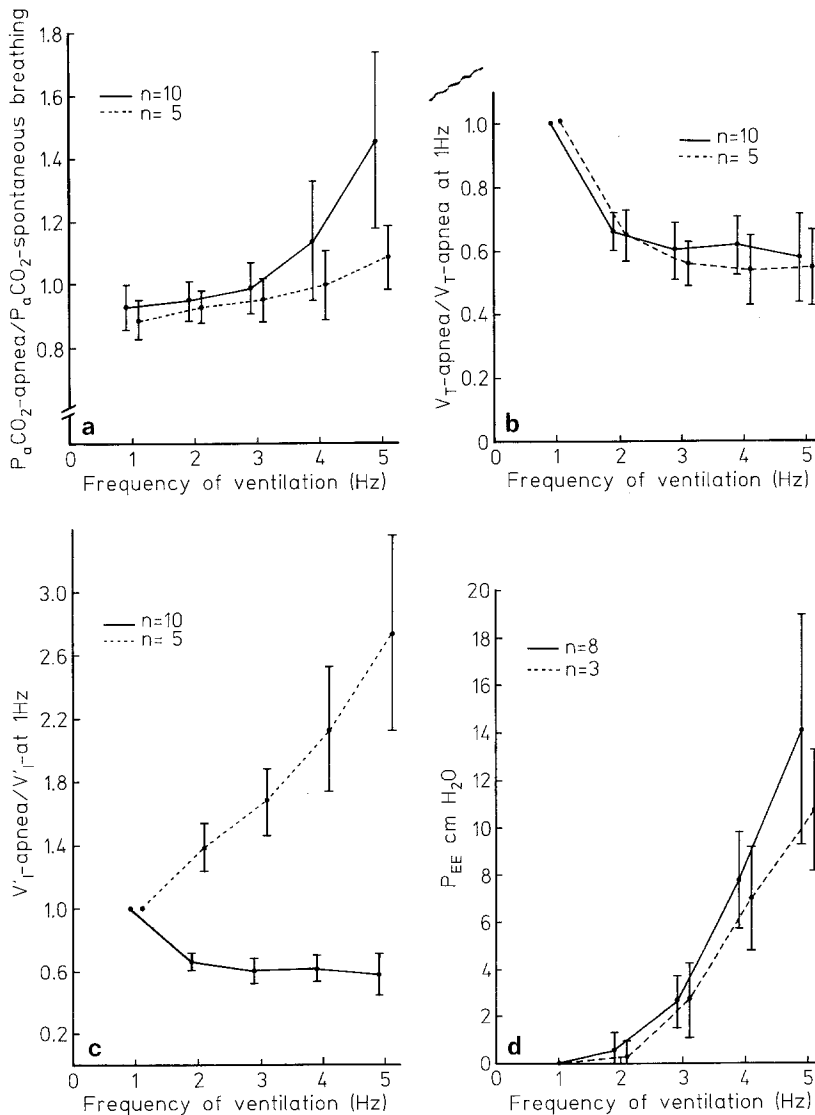 PaCO2-apnea/PaCO2-spontaneous breathing
1.8
1.6
1.4
1.2
1.0
0.8
n=10
n= 5
a
0 1 2 3 4 5
Frequency of ventilation (Hz)
VT-apnea/VT-apnea at 1Hz
1.0
0.8
0.6
0.4
0.2
0
n=10
n= 5
b
0 1 2 3 4 5
Frequency of ventilation (Hz)
V'I-apnea/V'I-at 1Hz
3.0
2.6
2.2
1.8
1.4
1.0
0.6
0.2
n=10
n= 5
c
0 1 2 3 4 5
Frequency of ventilation (Hz)
PEE cm H2O
20
18
16
14
12
10
8
6
4
2
0
n=8
n=3
d
0 1 2 3 4 5
Frequency of ventilation (Hz)